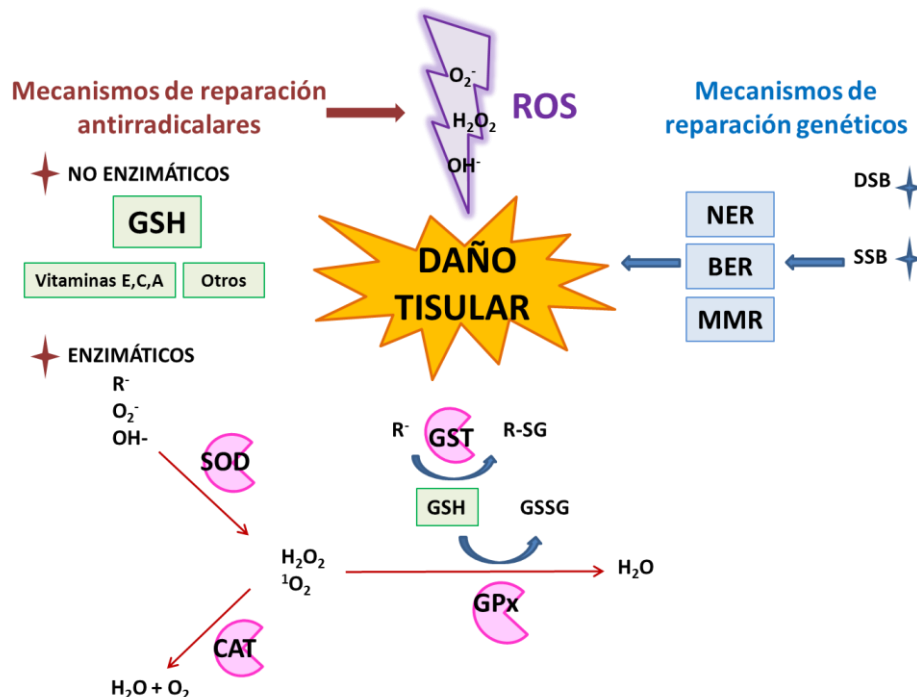 Mecanismos de reparación
antirradicalares
O₂⁻
H₂O₂
OH⁻
ROS
Mecanismos de
reparación genéticos
NO ENZIMÁTICOS
GSH
Vitaminas E,C,A
Otros
DAÑO
TISULAR
NER
BER
MMR
DSB
SSB
ENZIMÁTICOS
R⁻
O₂⁻
OH-
SOD
R⁻
GST
R-SG
GSH
GSSG
H₂O₂
¹O₂
H₂O
GPx
CAT
H₂O + O₂